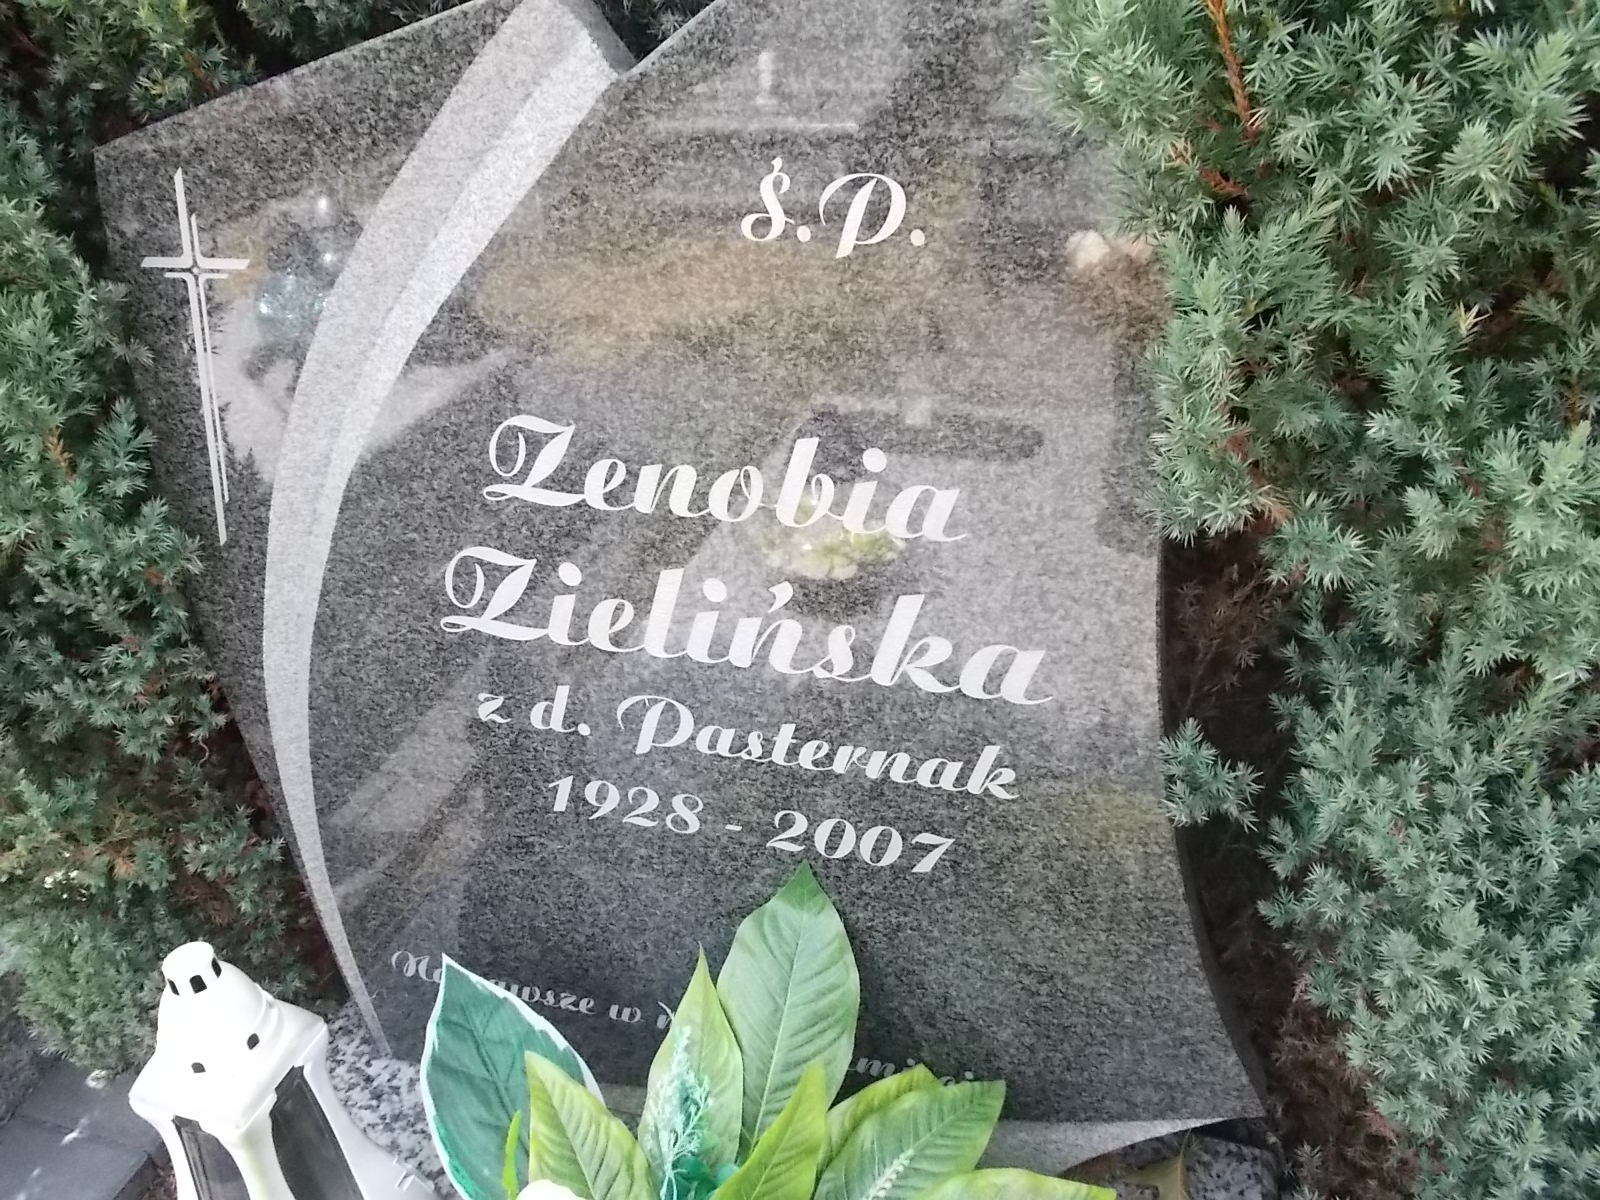 Ś.P.
Zenobia
Zielińska
z d. Pasternak
1928 - 2007
w